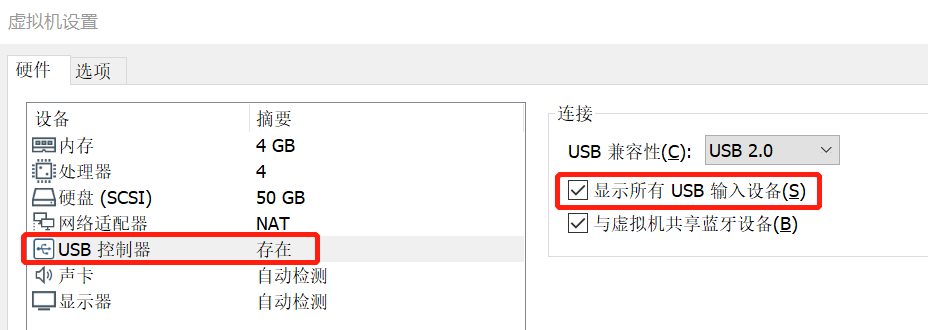 虚拟机设置
硬件 选项
设备 摘要
内存 4 GB
处理器 4
硬盘 (SCSI) 50 GB
网络适配器 NAT
USB 控制器 存在
声卡 自动检测
显示器 自动检测
连接
USB 兼容性(C): USB 2.0
显示所有 USB 输入设备(S)
与虚拟机共享蓝牙设备(B)